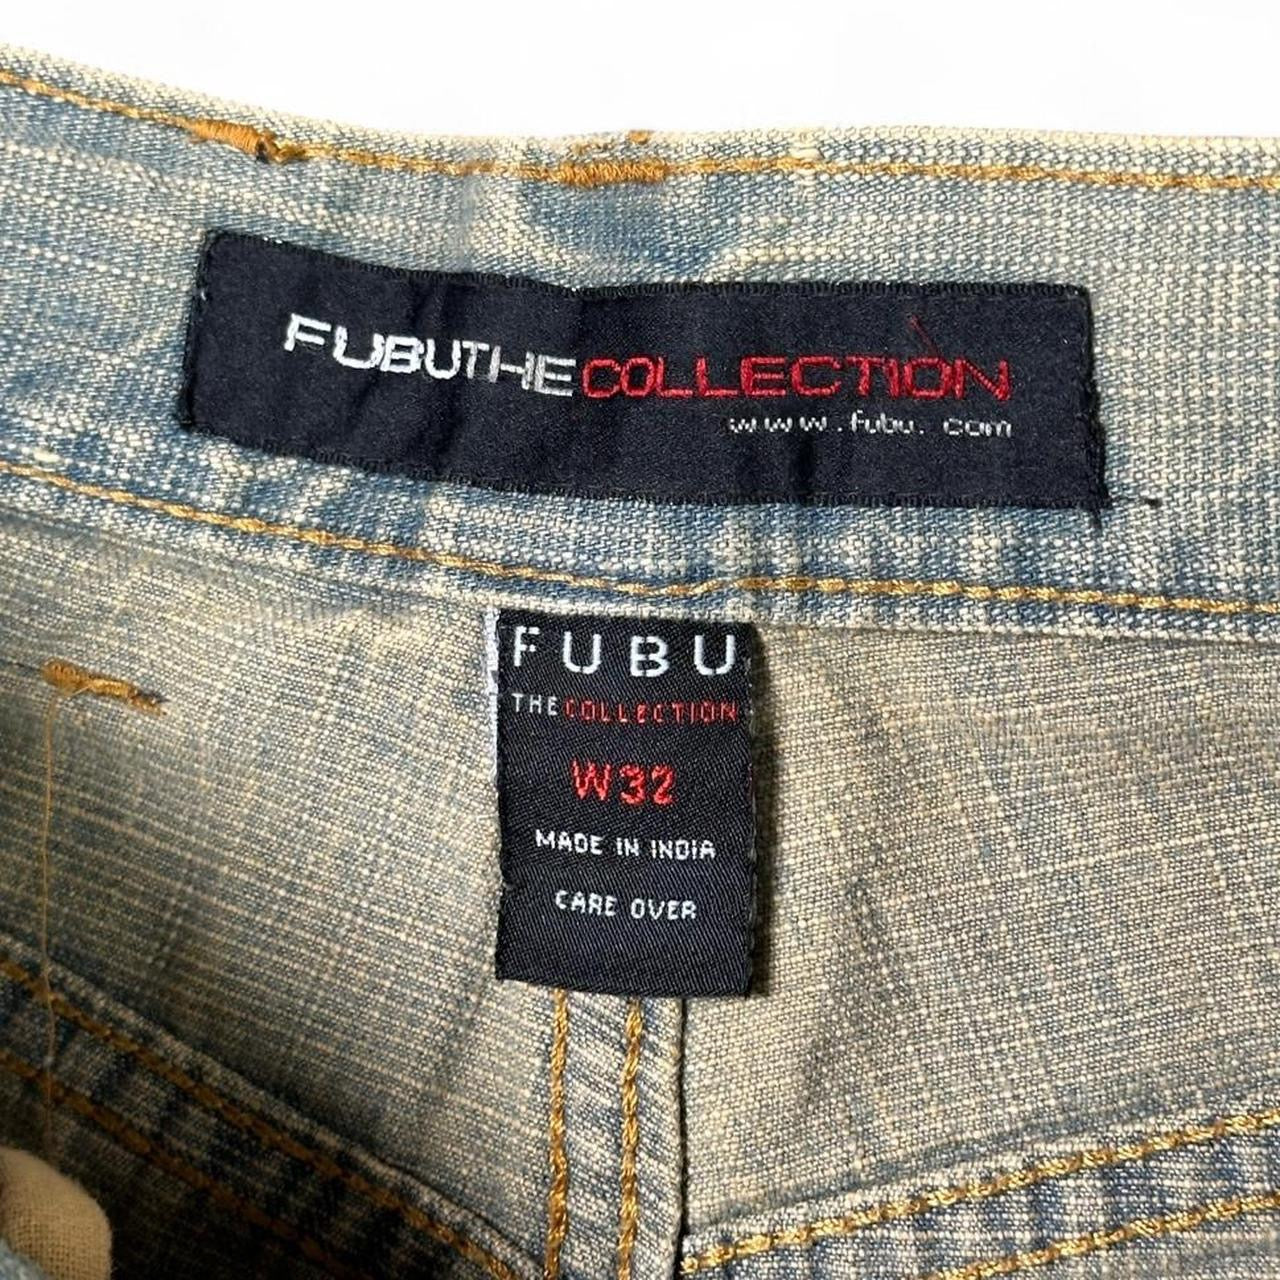 FUBUTHECOLLECTION
www.fubu.com
FUBU
THECOLLECTION
W32
MADE IN INDIA
CARE OVER